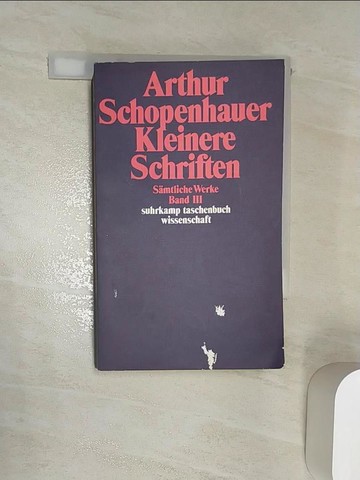 Arthur
Schopenhauer
Kleinere
Schriften
Sämtliche Werke
Band III
suhrkamp taschenbuch
wissenschaft